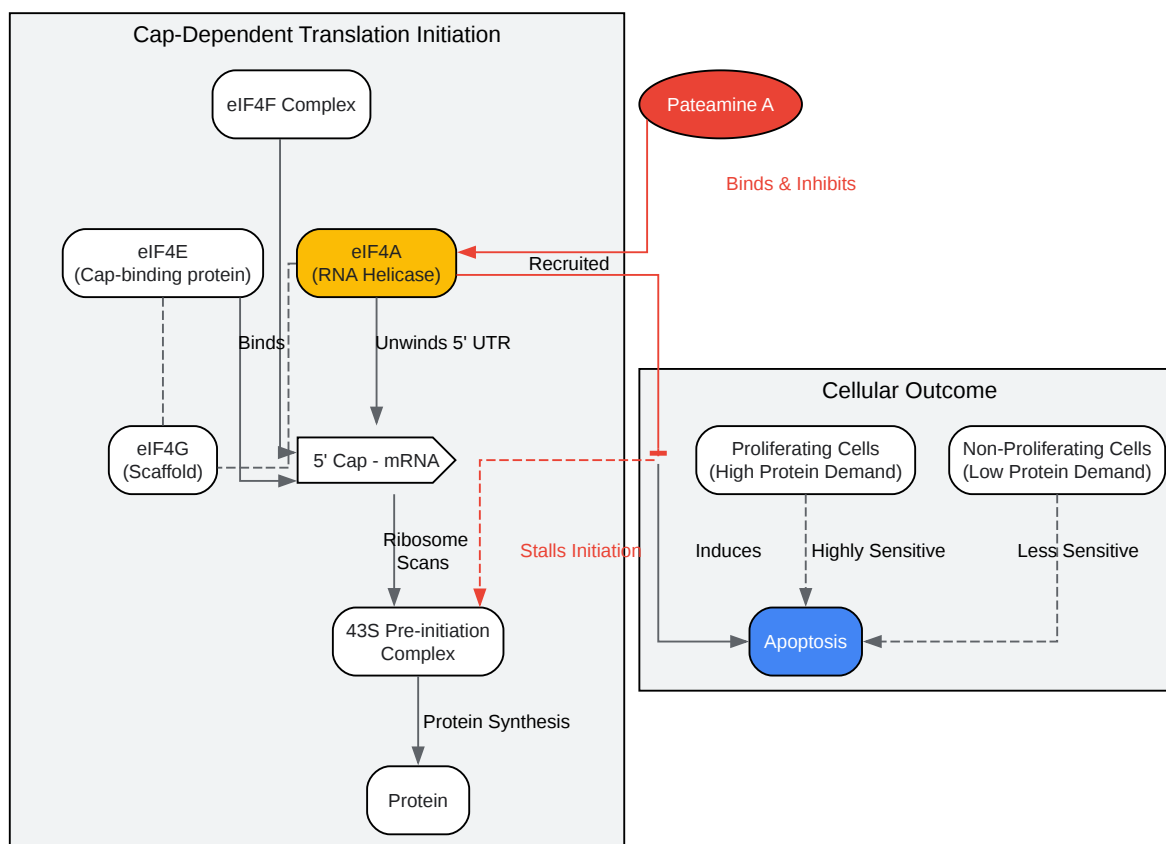 Cap-Dependent Translation Initiation
eIF4F Complex
Pateamine A
Binds & Inhibits
eIF4E
(Cap-binding protein)
eIF4A
(RNA Helicase)
Recruited
Binds
Unwinds 5' UTR
Cellular Outcome
eIF4G
(Scaffold)
5' Cap - mRNA
Proliferating Cells
(High Protein Demand)
Non-Proliferating Cells
(Low Protein Demand)
Ribosome
Scans
Stalls Initiation
Induces
Highly Sensitive
Less Sensitive
43S Pre-initiation
Complex
Apoptosis
Protein Synthesis
Protein